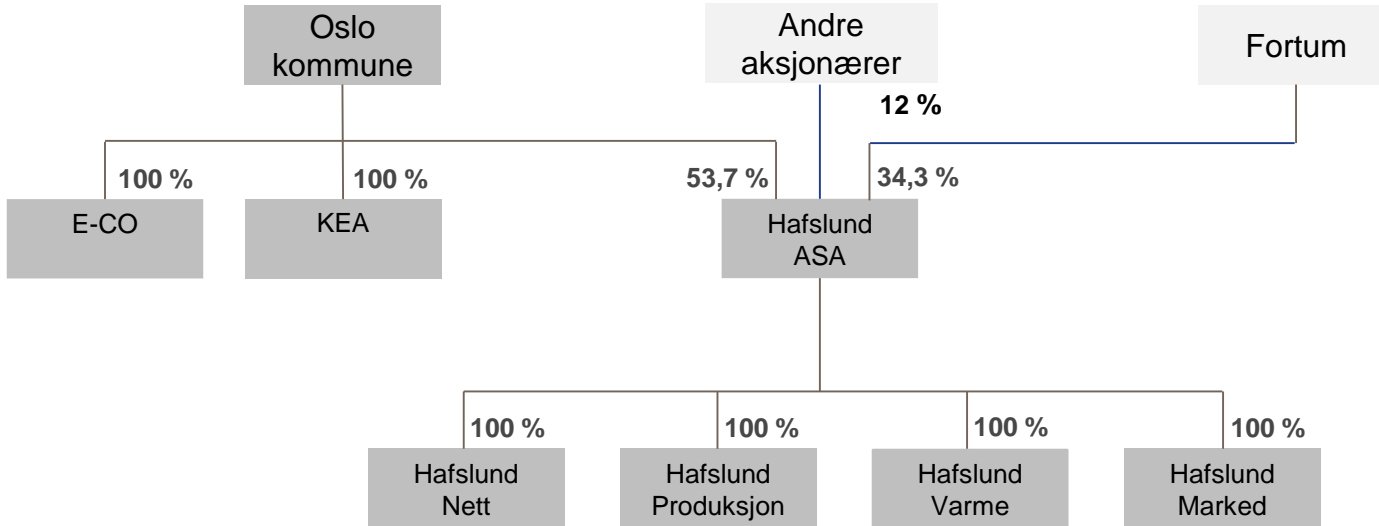 Oslo
kommune
Andre
aksjonærer
Fortum
12 %
100 %
100 %
53,7 %
34,3 %
E-CO
KEA
Hafslund
ASA
100 %
100 %
100 %
100 %
Hafslund
Nett
Hafslund
Produksjon
Hafslund
Varme
Hafslund
Marked